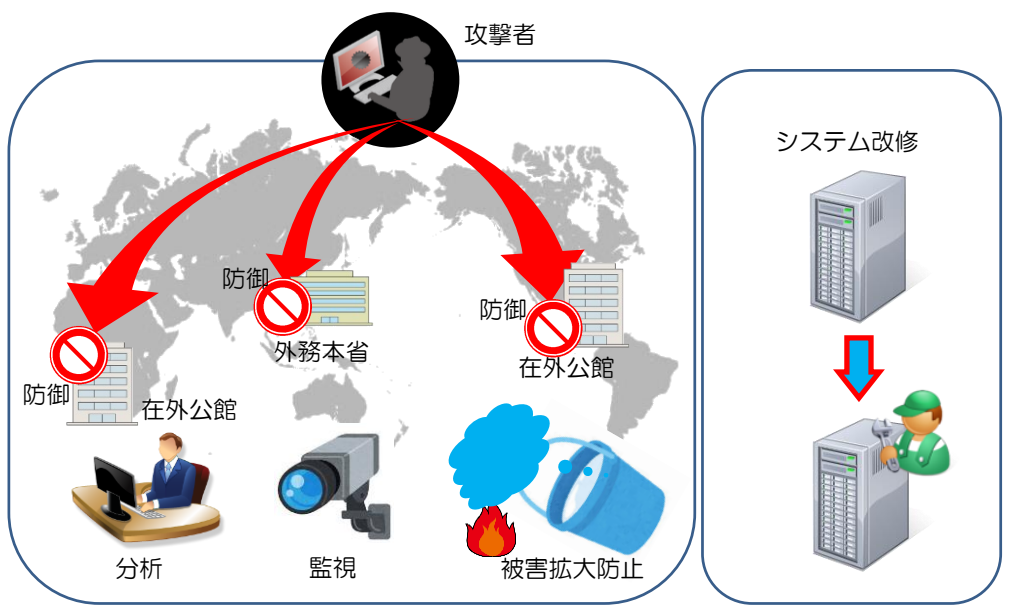 攻撃者
システム改修
防御
外務本省
防御
在外公館
防御
在外公館
分析
監視
被害拡大防止